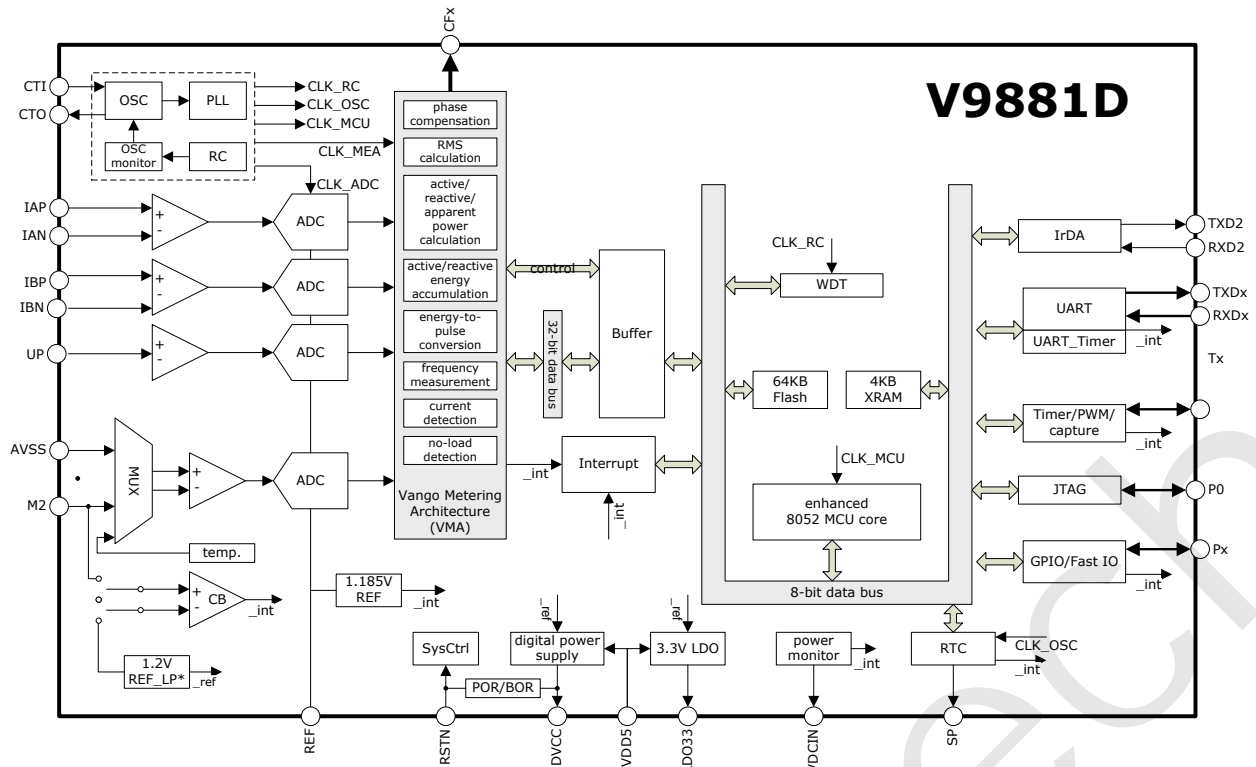 CFx
V9881D
CTI
CTO
OSC
PLL
OSC
monitor
RC
CLK_RC
CLK_OSC
CLK_MCU
CLK_MEA
CLK_ADC
IAP
IAN
IBP
IBN
UP
AVSS
M2
+
-
ADC
+
-
ADC
+
-
ADC
MUX
+
-
ADC
temp.
+
-
CB
_int
1.2V
REF_LP*
_ref
1.185V
REF
_int
phase
compensation
RMS
calculation
active/
reactive/
apparent
power
calculation
active/reactive
energy
accumulation
energy-to-
pulse
conversion
frequency
measurement
current
detection
no-load
detection
Vango Metering
Architecture
(VMA)
control
32-bit data bus
Buffer
_int
Interrupt
_int
CLK_RC
WDT
64KB
Flash
4KB
XRAM
CLK_MCU
enhanced
8052 MCU core
8-bit data bus
IrDA
TXD2
RXD2
UART
UART_Timer
TXDx
RXDx
_int
Tx
Timer/PWM/
capture
_int
JTAG
P0
GPIO/Fast IO
Px
_int
SysCtrl
POR/BOR
_ref
digital power
supply
_ref
3.3V LDO
power
monitor
_int
RTC
CLK_OSC
_int
REF
RSTN
DVCC
VDD5
LDO33
VDCIN
SP